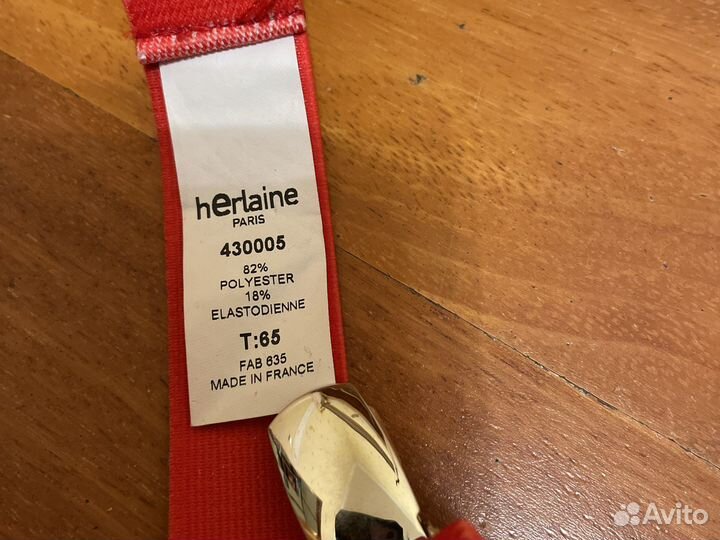 herlaine
PARIS
430005
82%
POLYESTER
18%
ELASTODIENNE
T:65
FAB 635
MADE IN FRANCE
Avito